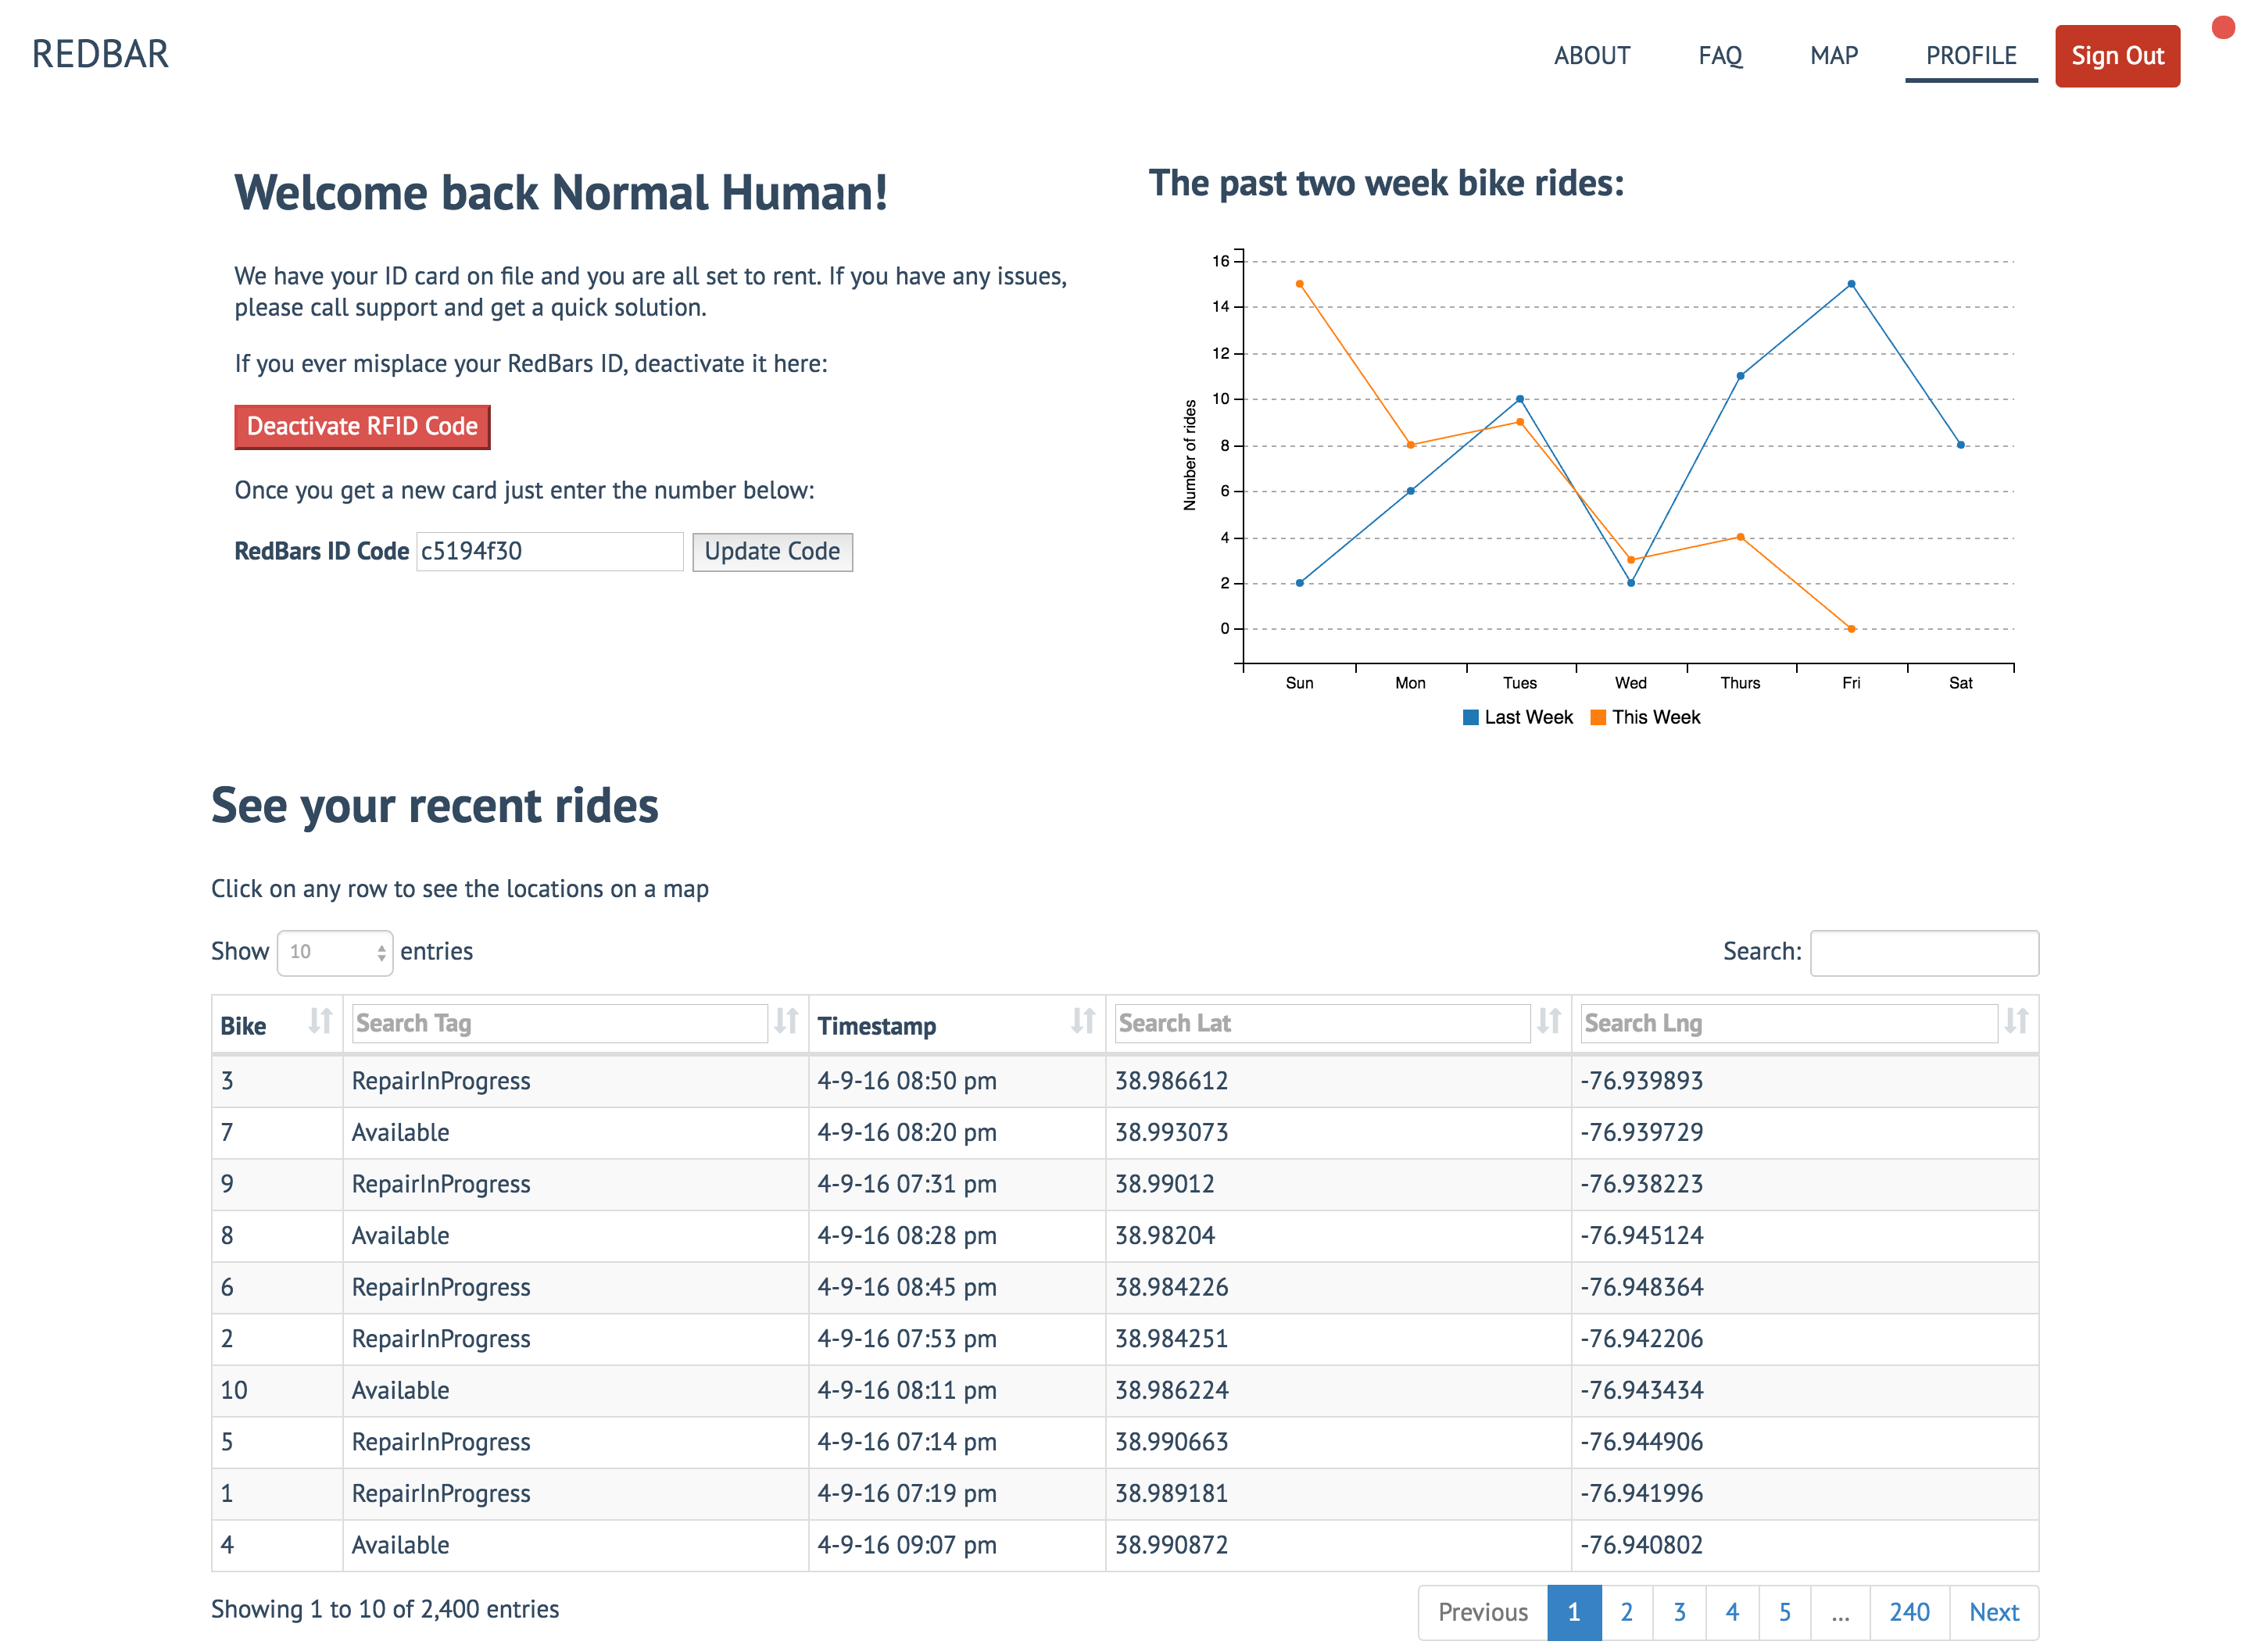 REDBAR
ABOUT FAQ MAP PROFILE Sign Out
Welcome back Normal Human!
We have your ID card on file and you are all set to rent. If you have any issues,
please call support and get a quick solution.
If you ever misplace your RedBars ID, deactivate it here:
Deactivate RFID Code
Once you get a new card just enter the number below:
RedBars ID Code c5194f30 Update Code
The past two week bike rides:
16
14
12
10
8
6
4
2
0
Number of rides
Sun Mon Tues Wed Thurs Fri Sat
Last Week This Week
See your recent rides
Click on any row to see the locations on a map
Show 10 entries Search:
Bike Search Tag Timestamp Search Lat Search Lng
3 RepairInProgress 4-9-16 08:50 pm 38.986612 -76.939893
7 Available 4-9-16 08:20 pm 38.993073 -76.939729
9 RepairInProgress 4-9-16 07:31 pm 38.99012 -76.938223
8 Available 4-9-16 08:28 pm 38.98204 -76.945124
6 RepairInProgress 4-9-16 08:45 pm 38.984226 -76.948364
2 RepairInProgress 4-9-16 07:53 pm 38.984251 -76.942206
10 Available 4-9-16 08:11 pm 38.986224 -76.943434
5 RepairInProgress 4-9-16 07:14 pm 38.990663 -76.944906
1 RepairInProgress 4-9-16 07:19 pm 38.989181 -76.941996
4 Available 4-9-16 09:07 pm 38.990872 -76.940802
Showing 1 to 10 of 2,400 entries Previous 1 2 3 4 5 ... 240 Next